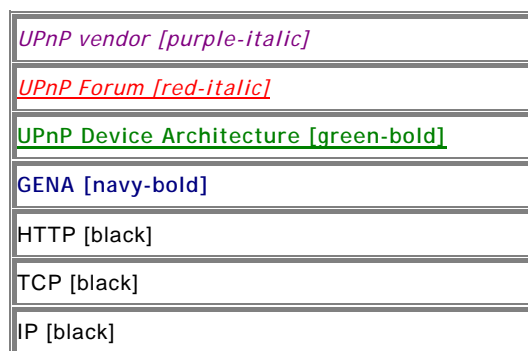 UPnP vendor [purple-italic]
UPnP Forum [red-italic]
UPnP Device Architecture [green-bold]
GENA [navy-bold]
HTTP [black]
TCP [black]
IP [black]